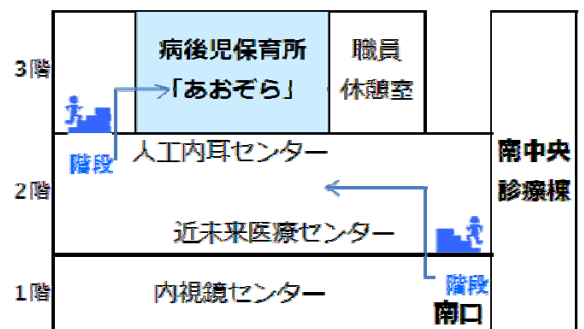 3階
病後児保育所
「あおぞら」
職員
休憩室
階段
2階
人工内耳センター
近未来医療センター
南中央
診療棟
1階
内視鏡センター
階段
南口